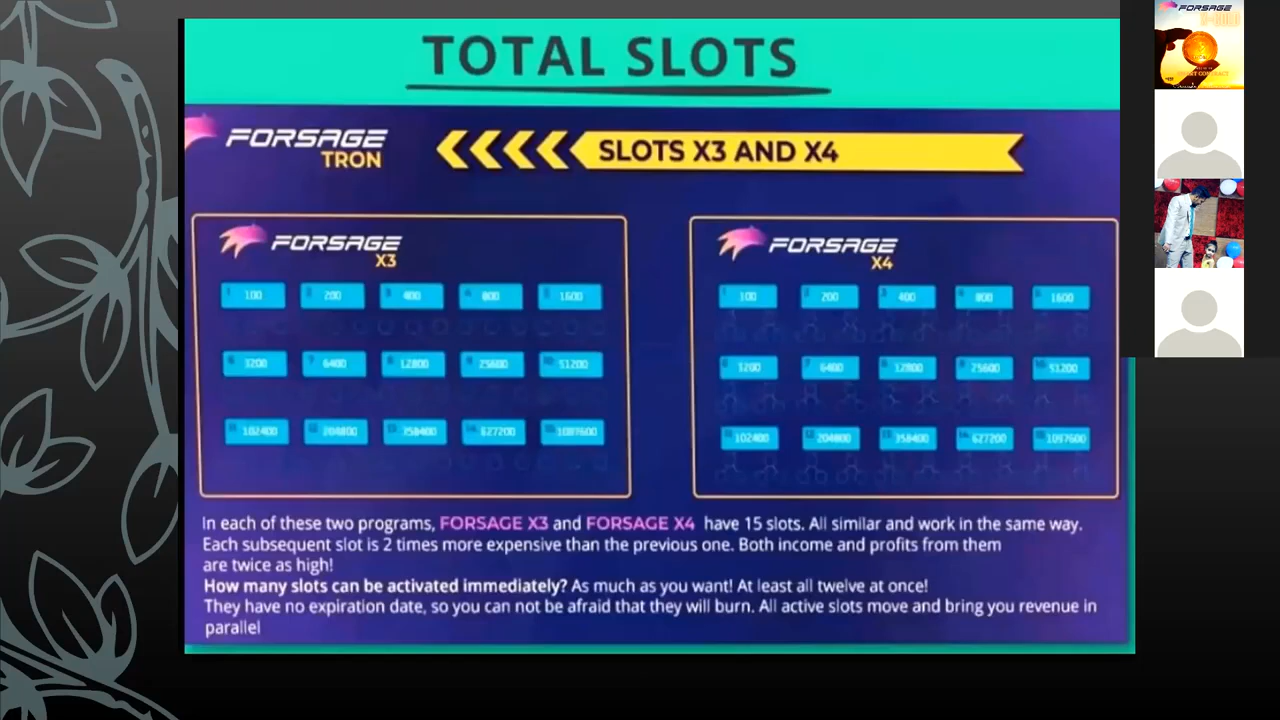 TOTAL SLOTS
FORSAGE
TRON
SLOTS X3 AND X4
FORSAGE
X3
100 200 400 800 1600
3200 6400 12800 25600 51200
102400 204800 358400 627200 1097600
FORSAGE
X4
100 200 400 800 1600
3200 6400 12800 25600 51200
102400 204800 358400 627200 1097600
In each of these two programs, FORSAGE X3 and FORSAGE X4 have 15 slots. All similar and work in the same way.
Each subsequent slot is 2 times more expensive than the previous one. Both income and profits from them
are twice as high!
How many slots can be activated immediately? As much as you want! At least all twelve at once!
They have no expiration date, so you can not be afraid that they will burn. All active slots move and bring you revenue in
parallel
FORSAGE